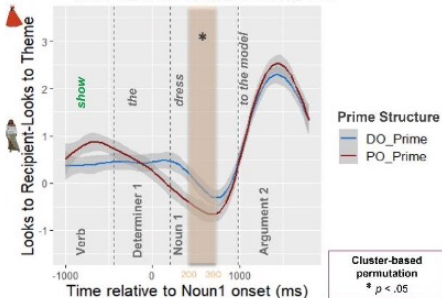 Looks to Recipient-Looks to Theme
3
2
1
0
-1
show
the
dress
to the model
*
Verb
Determiner 1
Noun 1
Argument 2
-1000
0
200
360
1000
Time relative to Noun1 onset (ms)
Prime Structure
DO_Prime
PO_Prime
Cluster-based
permutation
* p < .05